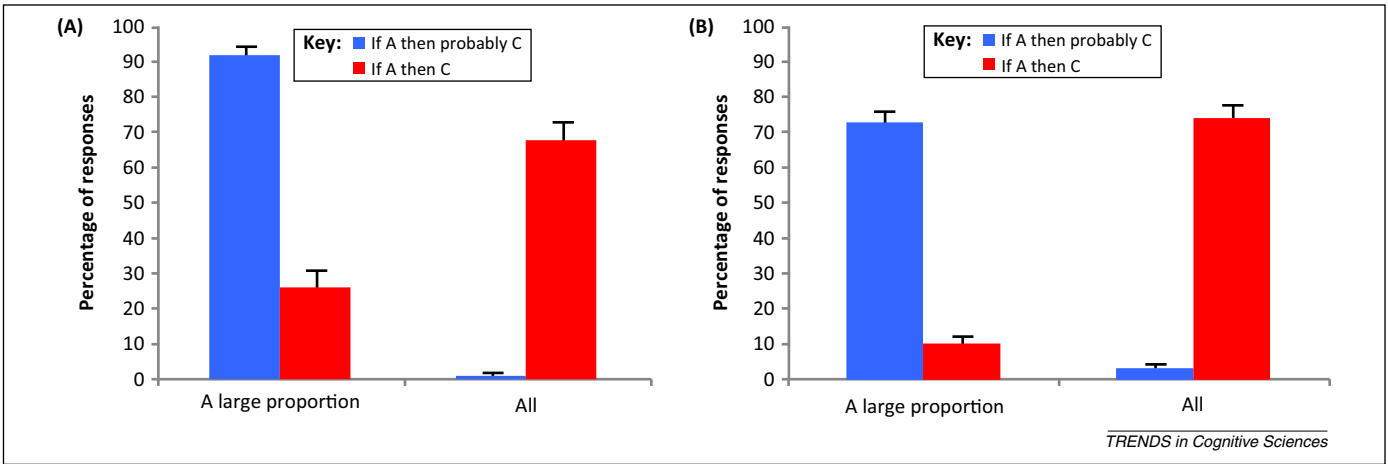 (A)
Key: If A then probably C
If A then C
Percentage of responses
100
90
80
70
60
50
40
30
20
10
0
A large proportion
All
(B)
Key: If A then probably C
If A then C
Percentage of responses
100
90
80
70
60
50
40
30
20
10
0
A large proportion
All
TRENDS in Cognitive Sciences